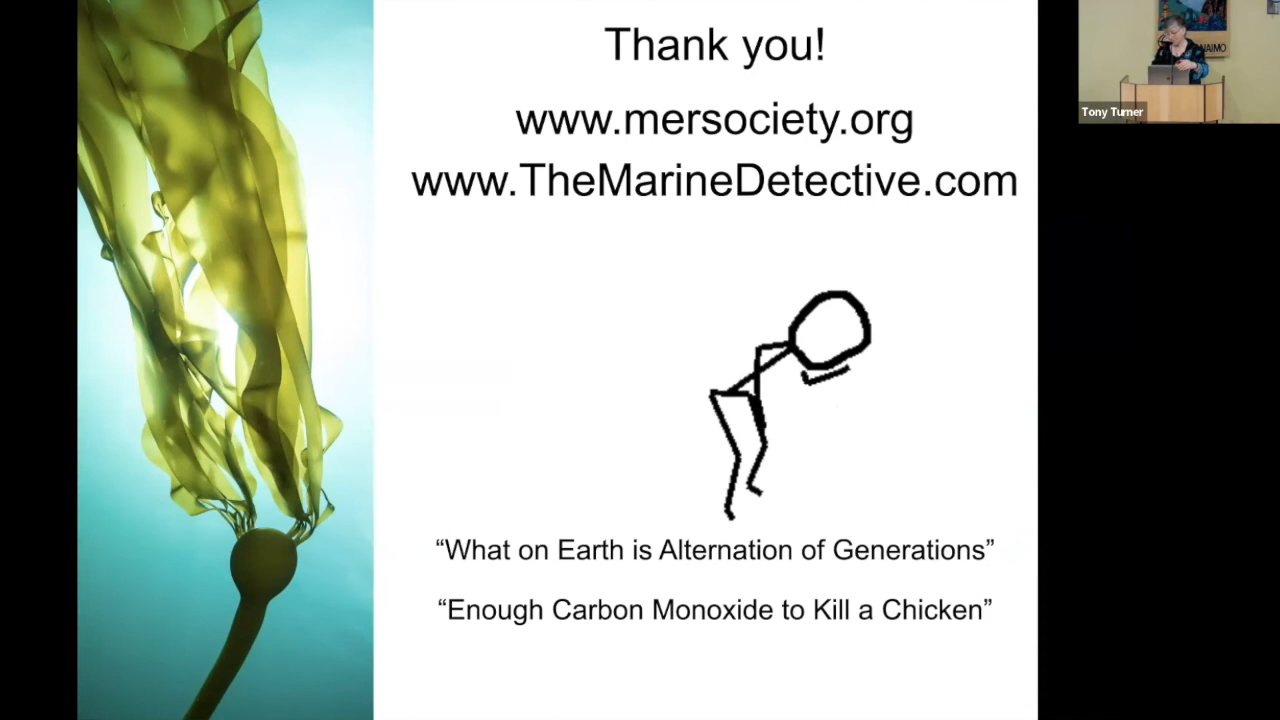 Thank you!
www.mersociety.org
www.TheMarineDetective.com
“What on Earth is Alternation of Generations”
“Enough Carbon Monoxide to Kill a Chicken”
NAIMO
Tony Turner